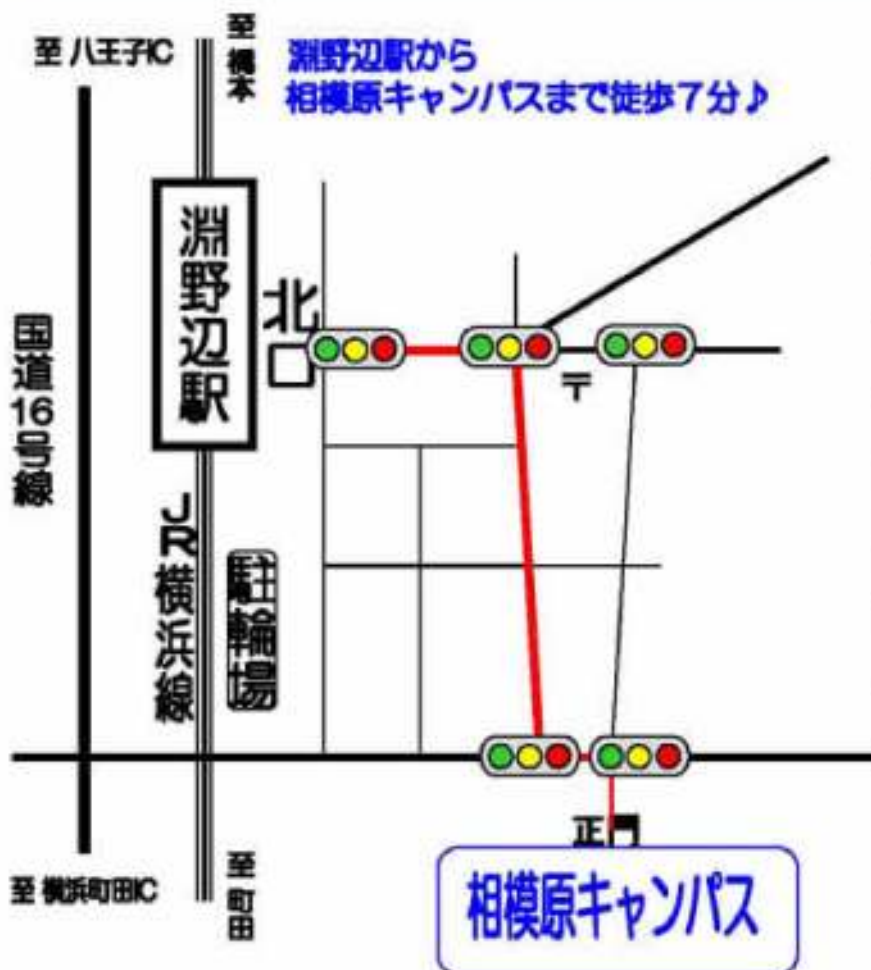 至 八王子IC
至 橋本
淵野辺駅から
相模原キャンパスまで徒歩7分♪
国道16号線
淵野辺駅
北
口
〒
JR横浜線
駐輪場
至 横浜町田IC
至 町田
正門
相模原キャンパス